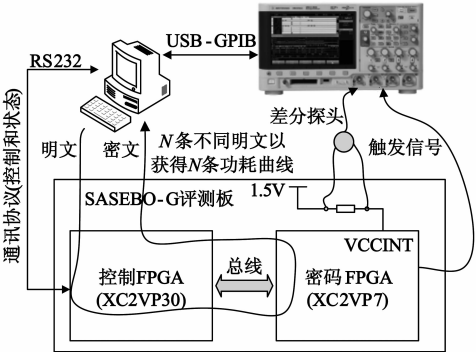 USB-GPIB
RS232
通讯协议(控制和状态)
明文
密文
N条不同明文以
获得N条功耗曲线
差分探头
触发信号
SASEBO-G评测板
1.5V
VCCINT
控制FPGA
(XC2VP30)
总线
密码FPGA
(XC2VP7)